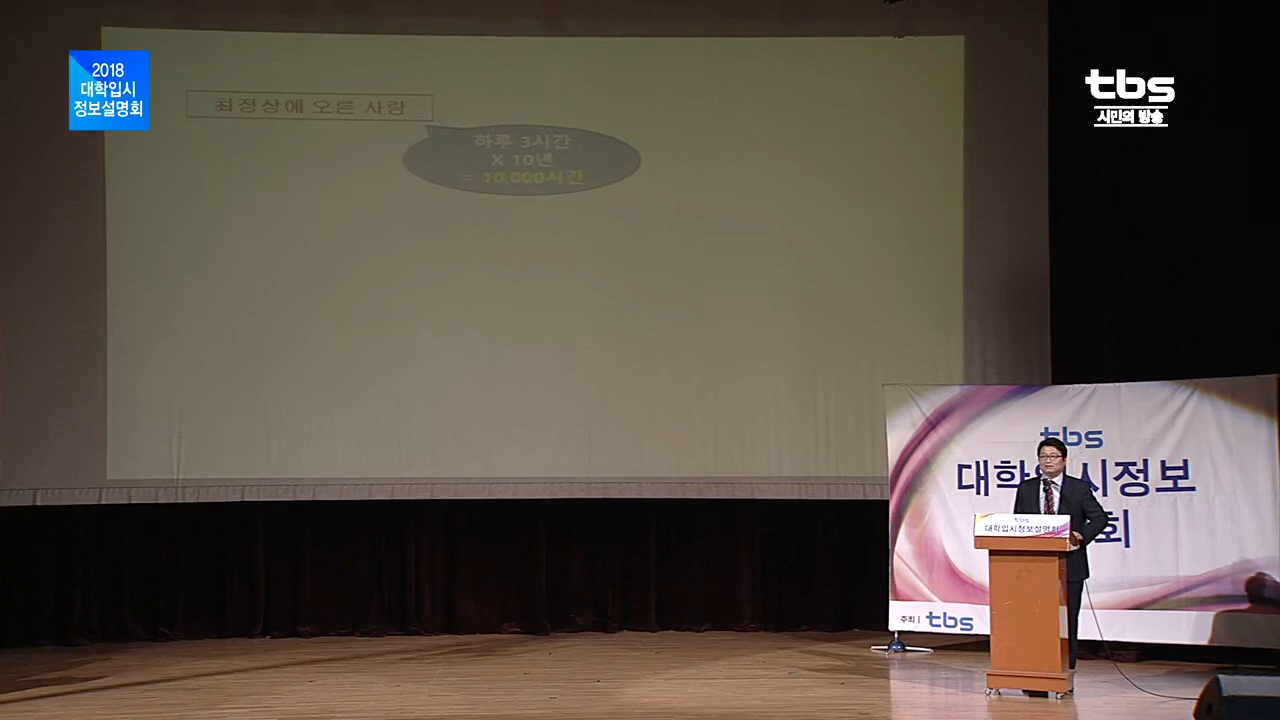 2018
대학입시
정보설명회
tbs
시민의 방송
최정상에 오른 사람
하루 3시간
X 10년
= 10,000시간
tbs
대학입시정보
회
tbs
대학입시정보설명회
주최 | tbs